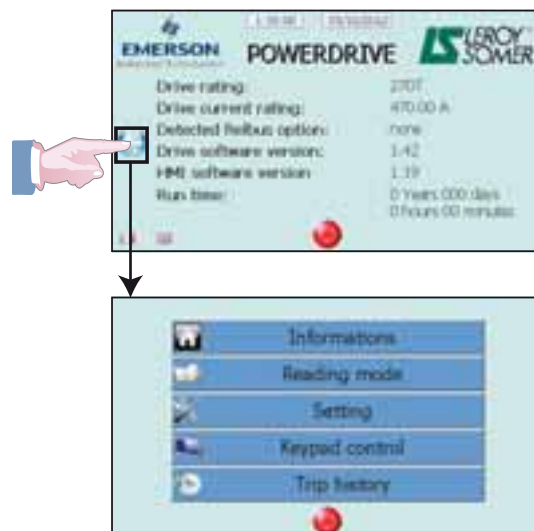 EMERSON
POWERDRIVE
LEROY
SOMER
Drive rating: 270T
Drive current rating: 470.00 A
Detected fielbus option: none
Drive software version: 1.42
HMI software version 1.19
Run time: 0 Years 000 days
0 hours 00 minutes
Informations
Reading mode
Setting
Keypad control
Trip history